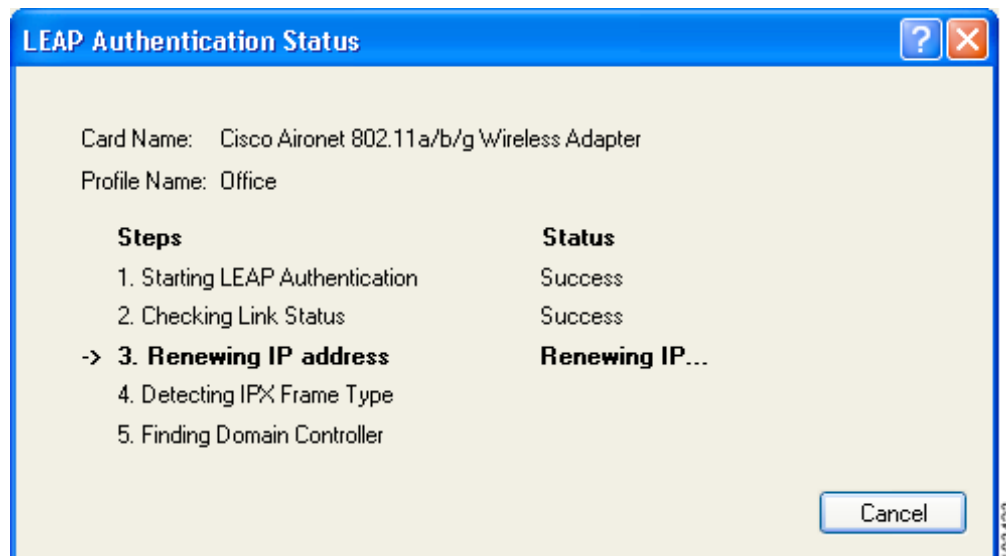 LEAP Authentication Status
Card Name: Cisco Aironet 802.11a/b/g Wireless Adapter
Profile Name: Office
Steps Status
1. Starting LEAP Authentication Success
2. Checking Link Status Success
-> 3. Renewing IP address Renewing IP...
4. Detecting IPX Frame Type
5. Finding Domain Controller
Cancel